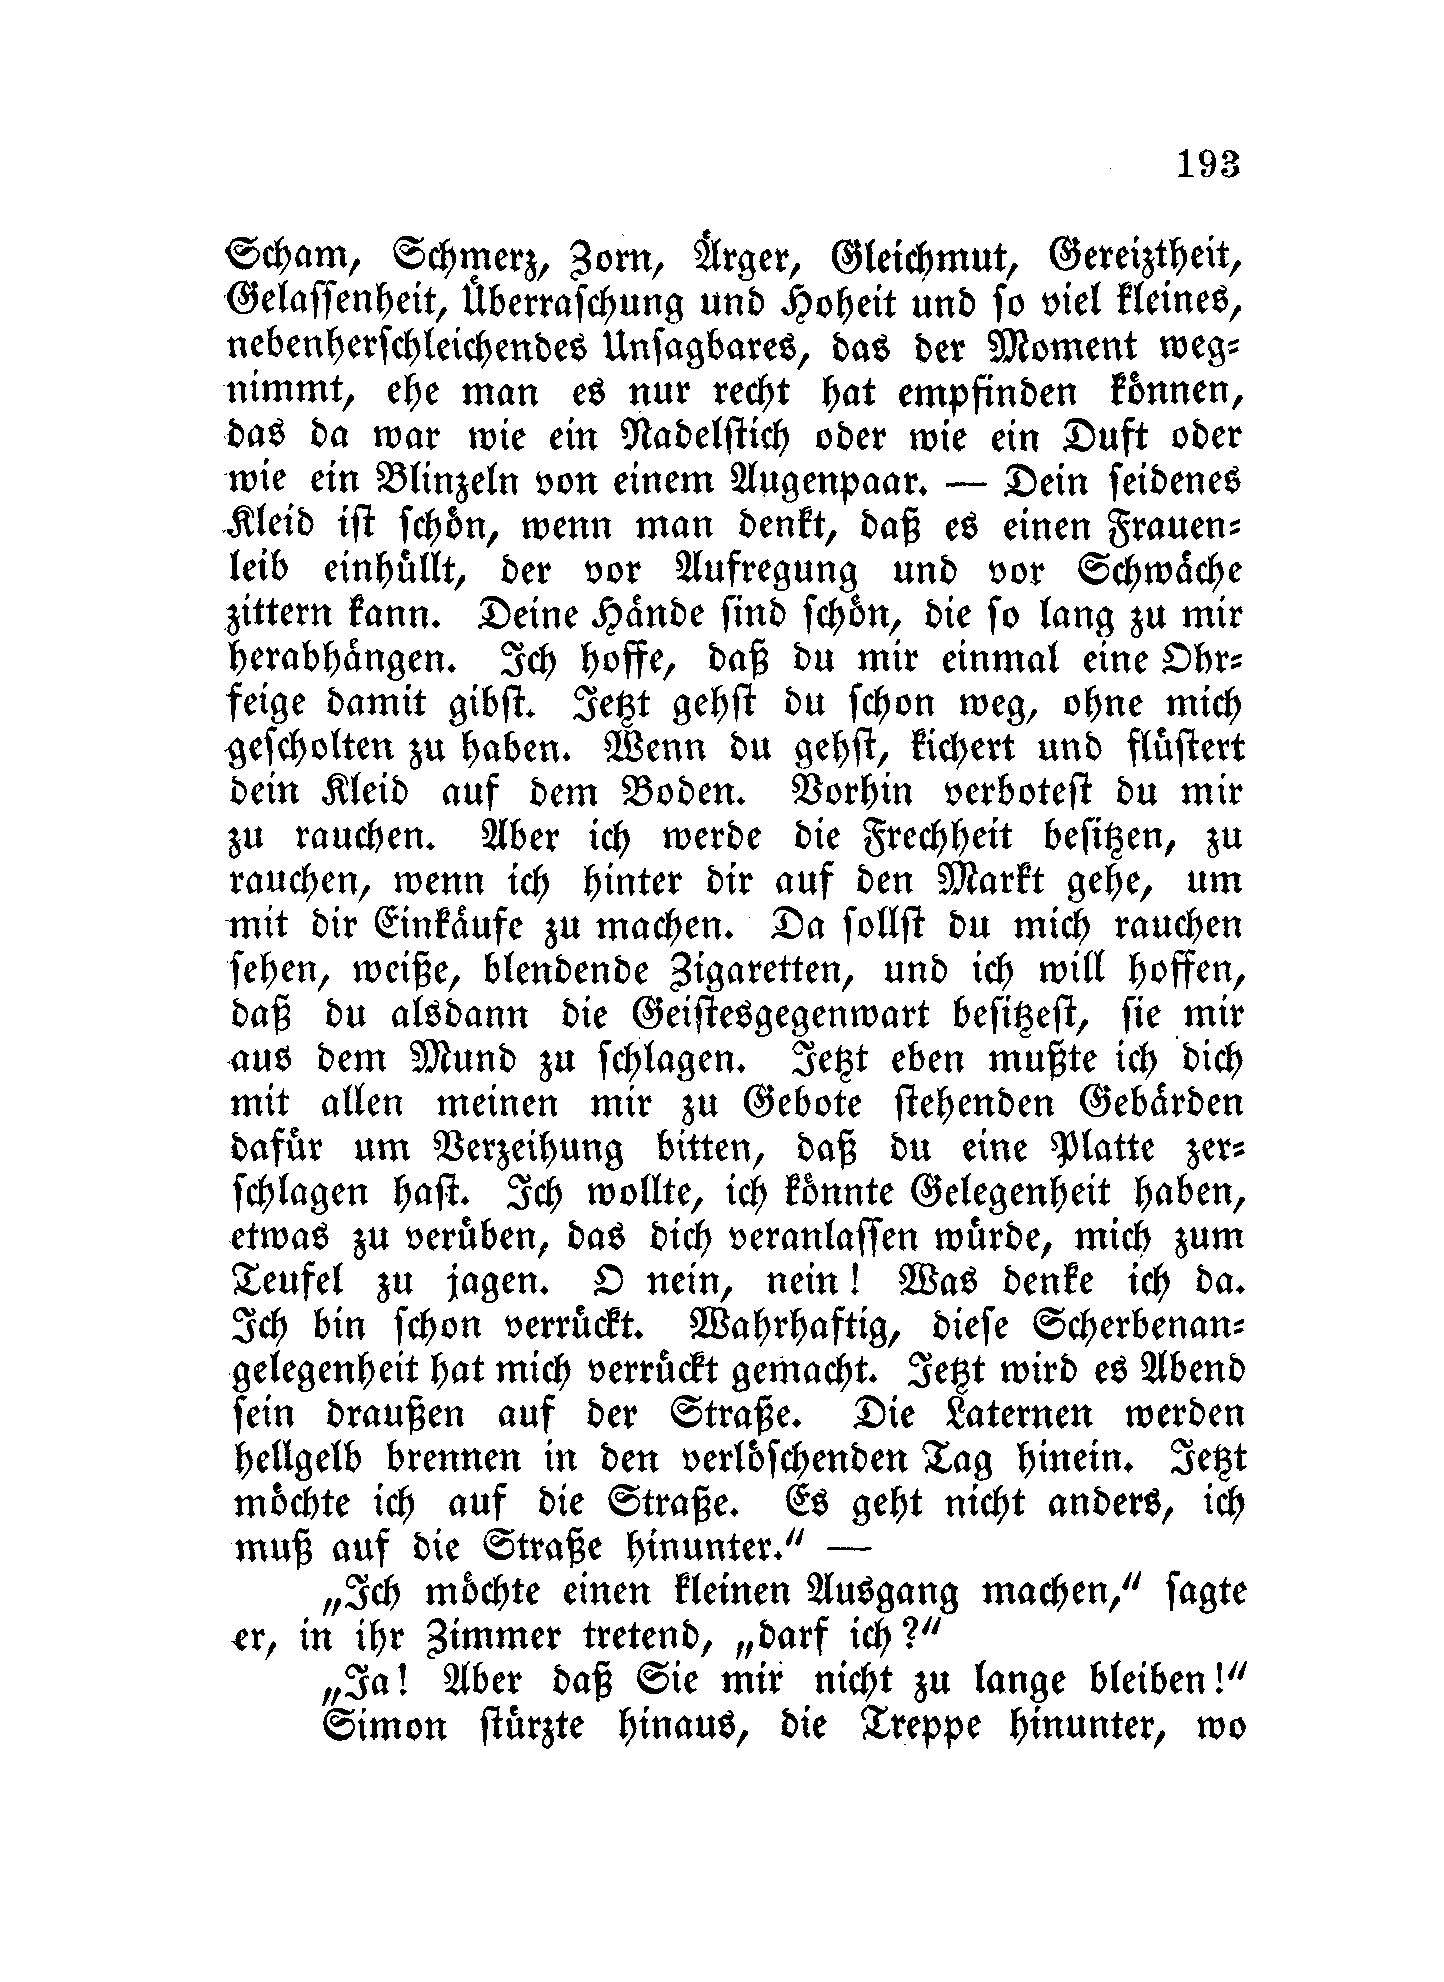 193
Scham, Schmerz, Zorn, Ärger, Gleichmut, Gereiztheit,
Gelassenheit, Überraschung und Hoheit und so viel kleines,
nebenherschleichendes Unsagbares, das der Moment weg-
nimmt, ehe man es nur recht hat empfinden können,
das da war wie ein Nadelstich oder wie ein Duft oder
wie ein Blinzeln von einem Augenpaar. — Dein seidenes
Kleid ist schön, wenn man denkt, daß es einen Frauen-
leib einhüllt, der vor Aufregung und vor Schwäche
zittern kann. Deine Hände sind schön, die so lang zu mir
herabhängen. Ich hoffe, daß du mir einmal eine Ohr-
feige damit gibst. Jetzt gehst du schon weg, ohne mich
gescholten zu haben. Wenn du gehst, kichert und flüstert
dein Kleid auf dem Boden. Vorhin verbotest du mir
zu rauchen. Aber ich werde die Frechheit besitzen, zu
rauchen, wenn ich hinter dir auf den Markt gehe, um
mit dir Einkäufe zu machen. Da sollst du mich rauchen
sehen, weiße, blendende Zigaretten, und ich will hoffen,
daß du alsdann die Geistesgegenwart besitzest, sie mir
aus dem Mund zu schlagen. Jetzt eben mußte ich dich
mit allen meinen mir zu Gebote stehenden Gebärden
dafür um Verzeihung bitten, daß du eine Platte zer-
schlagen hast. Ich wollte, ich könnte Gelegenheit haben,
etwas zu verüben, das dich veranlassen würde, mich zum
Teufel zu jagen. O nein, nein! Was denke ich da.
Ich bin schon verrückt. Wahrhaftig, diese Scherbenan-
gelegenheit hat mich verrückt gemacht. Jetzt wird es Abend
sein draußen auf der Straße. Die Laternen werden
hellgelb brennen in den verlöschenden Tag hinein. Jetzt
möchte ich auf die Straße. Es geht nicht anders, ich
muß auf die Straße hinunter.“ —
„Ich möchte einen kleinen Ausgang machen,“ sagte
er, in ihr Zimmer tretend, „darf ich?“
„Ja! Aber daß Sie mir nicht zu lange bleiben!“
Simon stürzte hinaus, die Treppe hinunter, wo